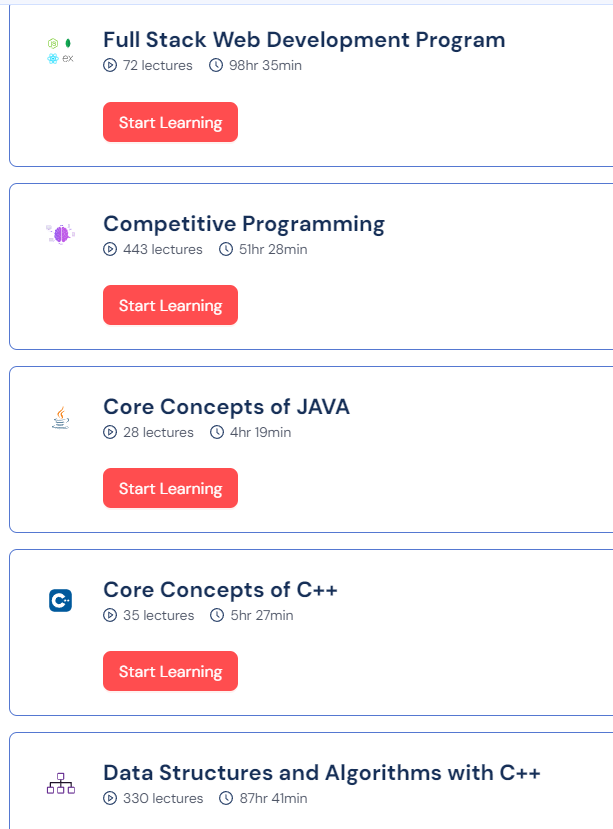 Full Stack Web Development Program
72 lectures 98hr 35min
ex
Start Learning
Competitive Programming
443 lectures 51hr 28min
Start Learning
Core Concepts of JAVA
28 lectures 4hr 19min
Start Learning
Core Concepts of C++
35 lectures 5hr 27min
Start Learning
Data Structures and Algorithms with C++
330 lectures 87hr 41min